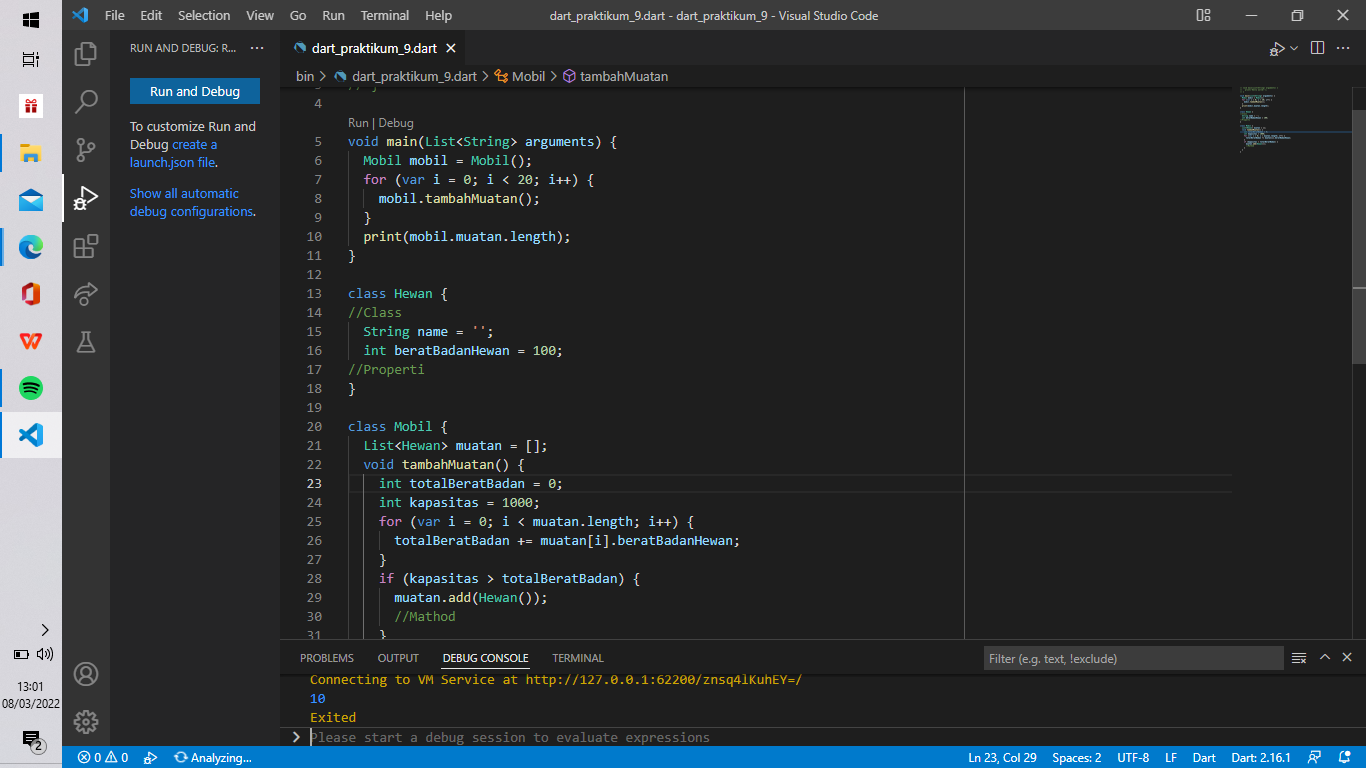 File Edit Selection View Go Run Terminal Help
dart_praktikum_9.dart - dart_praktikum_9 - Visual Studio Code
RUN AND DEBUG: R...
Run and Debug
To customize Run and
Debug create a
launch.json file.
Show all automatic
debug configurations.
dart_praktikum_9.dart
bin > dart_praktikum_9.dart > Mobil > tambahMuatan
4
Run | Debug
5 void main(List<String> arguments) {
6 Mobil mobil = Mobil();
7 for (var i = 0; i < 20; i++) {
8 mobil.tambahMuatan();
9 }
10 print(mobil.muatan.length);
11 }
12
13 class Hewan {
14 //Class
15 String name = '';
16 int beratBadanHewan = 100;
17 //Properti
18 }
19
20 class Mobil {
21 List<Hewan> muatan = [];
22 void tambahMuatan() {
23 int totalBeratBadan = 0;
24 int kapasitas = 1000;
25 for (var i = 0; i < muatan.length; i++) {
26 totalBeratBadan += muatan[i].beratBadanHewan;
27 }
28 if (kapasitas > totalBeratBadan) {
29 muatan.add(Hewan());
30 //Mathod
31 }
PROBLEMS OUTPUT DEBUG CONSOLE TERMINAL
Filter (e.g. text, !exclude)
Connecting to VM Service at http://127.0.0.1:62200/znsq4lKuhEY=/
10
Exited
Please start a debug session to evaluate expressions
0 0 Analyzing...
Ln 23, Col 29 Spaces: 2 UTF-8 LF Dart Dart: 2.16.1
13:01
08/03/2022
2